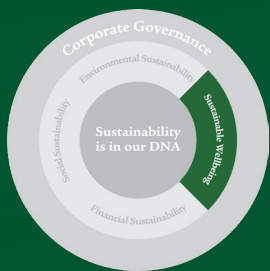 Corporate Governance
Environmental Sustainability
Sustainable Wellbeing
Sustainability
is in our DNA
Social Sustainability
Financial Sustainability